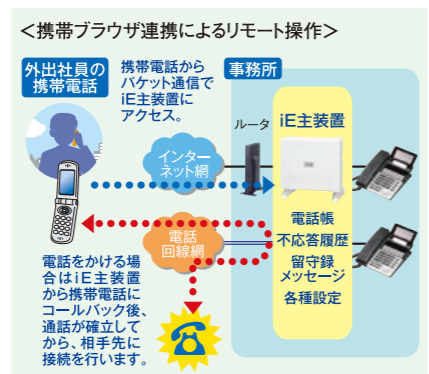 ＜携帯ブラウザ連携によるリモート操作＞
外出社員の
携帯電話
携帯電話から
パケット通信で
iE主装置に
アクセス。
事務所
ルータ
iE主装置
インター
ネット網
電話
回線網
電話帳
不応答履歴
留守録
メッセージ
各種設定
電話をかける場
合はiE主装置
から携帯電話に
コールバック後、
通話が確立して
から、相手先に
接続を行います。